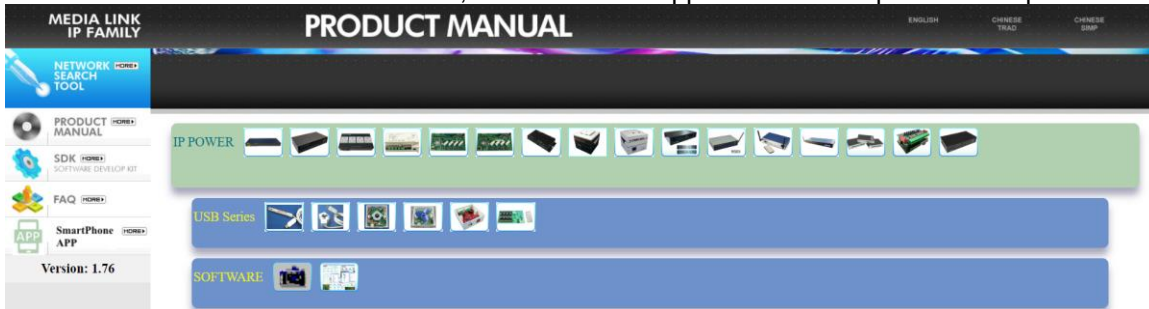 MEDIA LINK
IP FAMILY
PRODUCT MANUAL
ENGLISH
CHINESE
TRAD
CHINESE
SIMP
NETWORK MORE
SEARCH
TOOL
PRODUCT MORE
MANUAL
SDK MORE
SOFTWARE DEVELOP KIT
FAQ MORE
SmartPhone MORE
APP
APP
Version: 1.76
IP POWER
USB Series
SOFTWARE